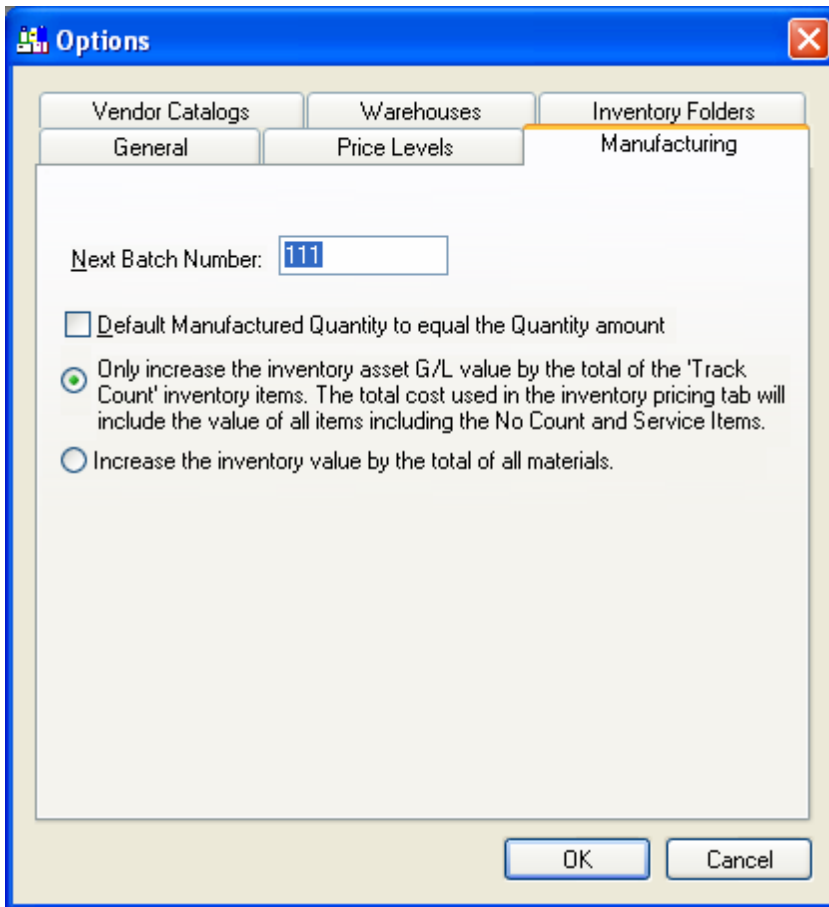 Options
Vendor Catalogs Warehouses Inventory Folders
General Price Levels Manufacturing
Next Batch Number: 111
Default Manufactured Quantity to equal the Quantity amount
Only increase the inventory asset G/L value by the total of the 'Track
Count' inventory items. The total cost used in the inventory pricing tab will
include the value of all items including the No Count and Service Items.
Increase the inventory value by the total of all materials.
OK Cancel